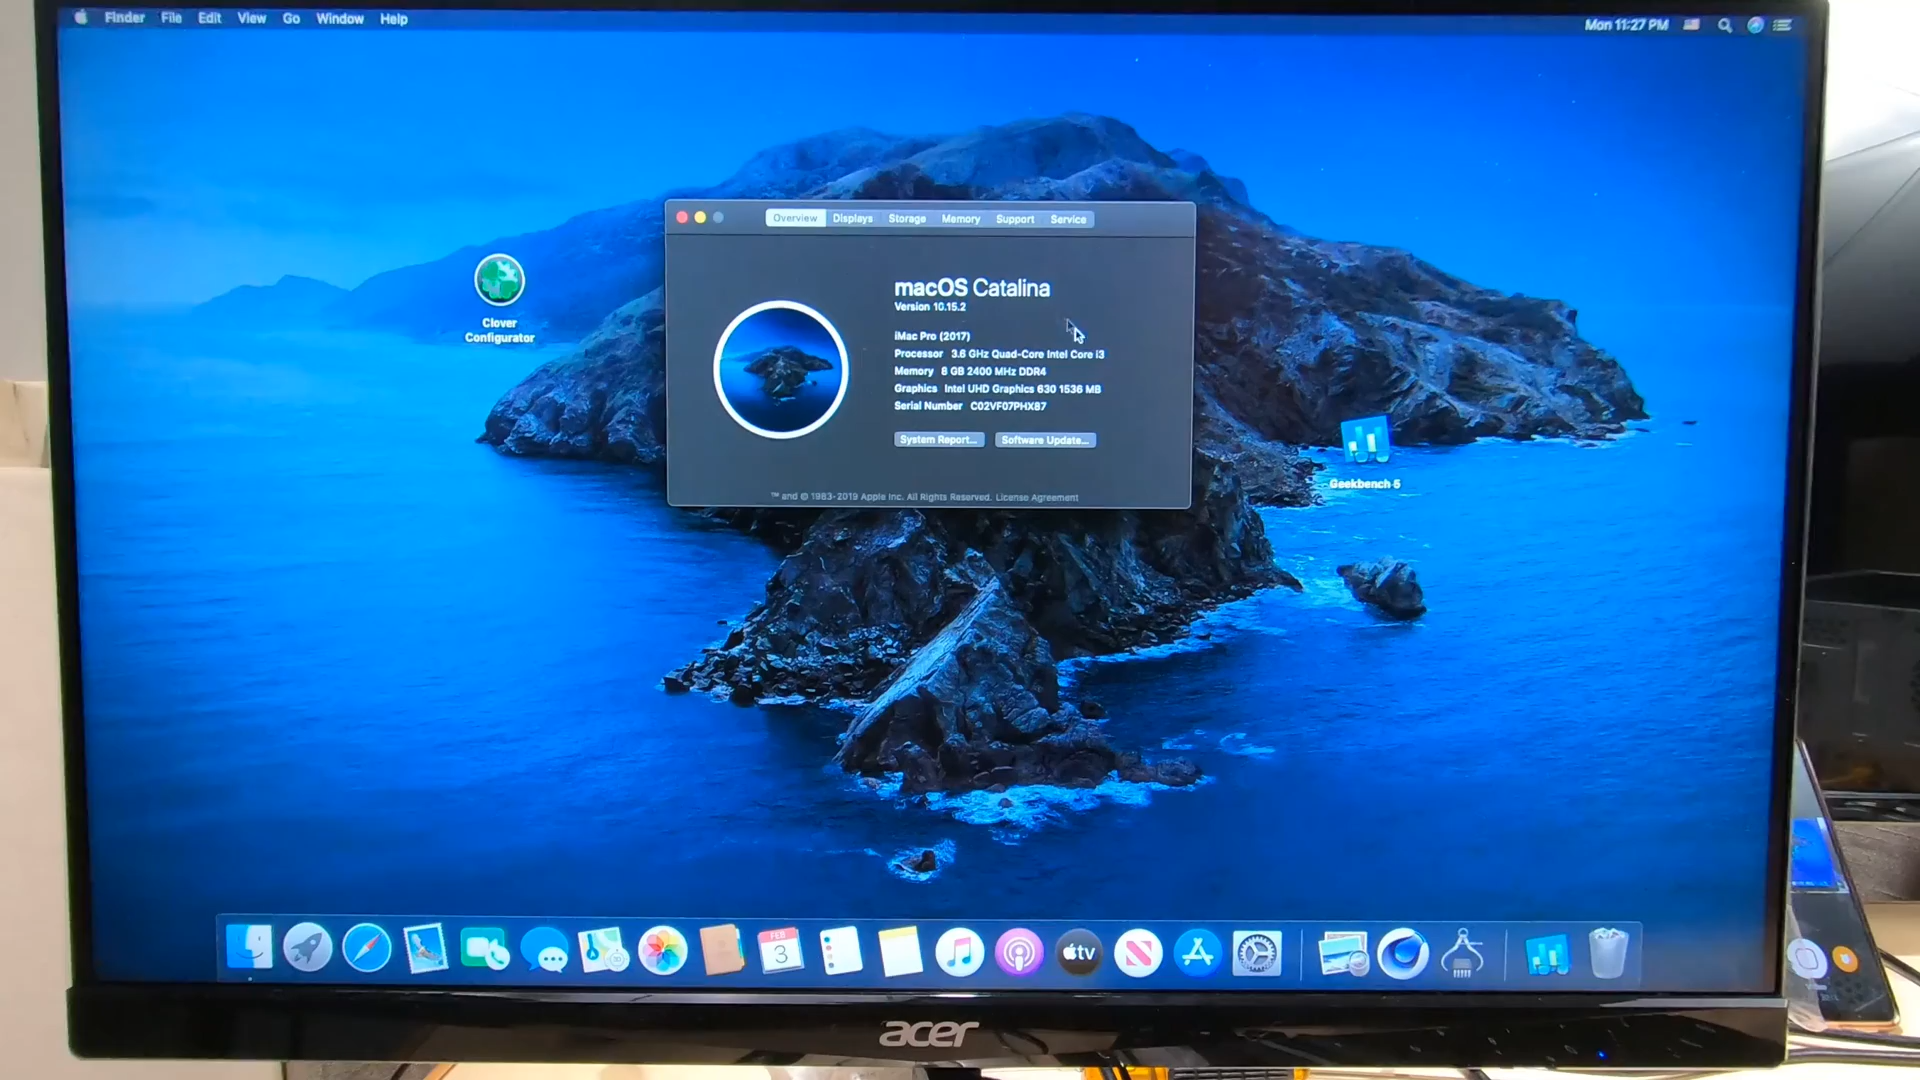 Finder File Edit View Go Window Help
Mon 11:27 PM
Overview Displays Storage Memory Support Service
macOS Catalina
Version 10.15.2
iMac Pro (2017)
Processor 3.6 GHz Quad-Core Intel Core i3
Memory 8 GB 2400 MHz DDR4
Graphics Intel UHD Graphics 630 1536 MB
Serial Number C02VF07PHX87
System Report... Software Update...
™ and © 1983-2019 Apple Inc. All Rights Reserved. License Agreement
Clover
Configurator
Geekbench 5
FEB
3
tv
acer